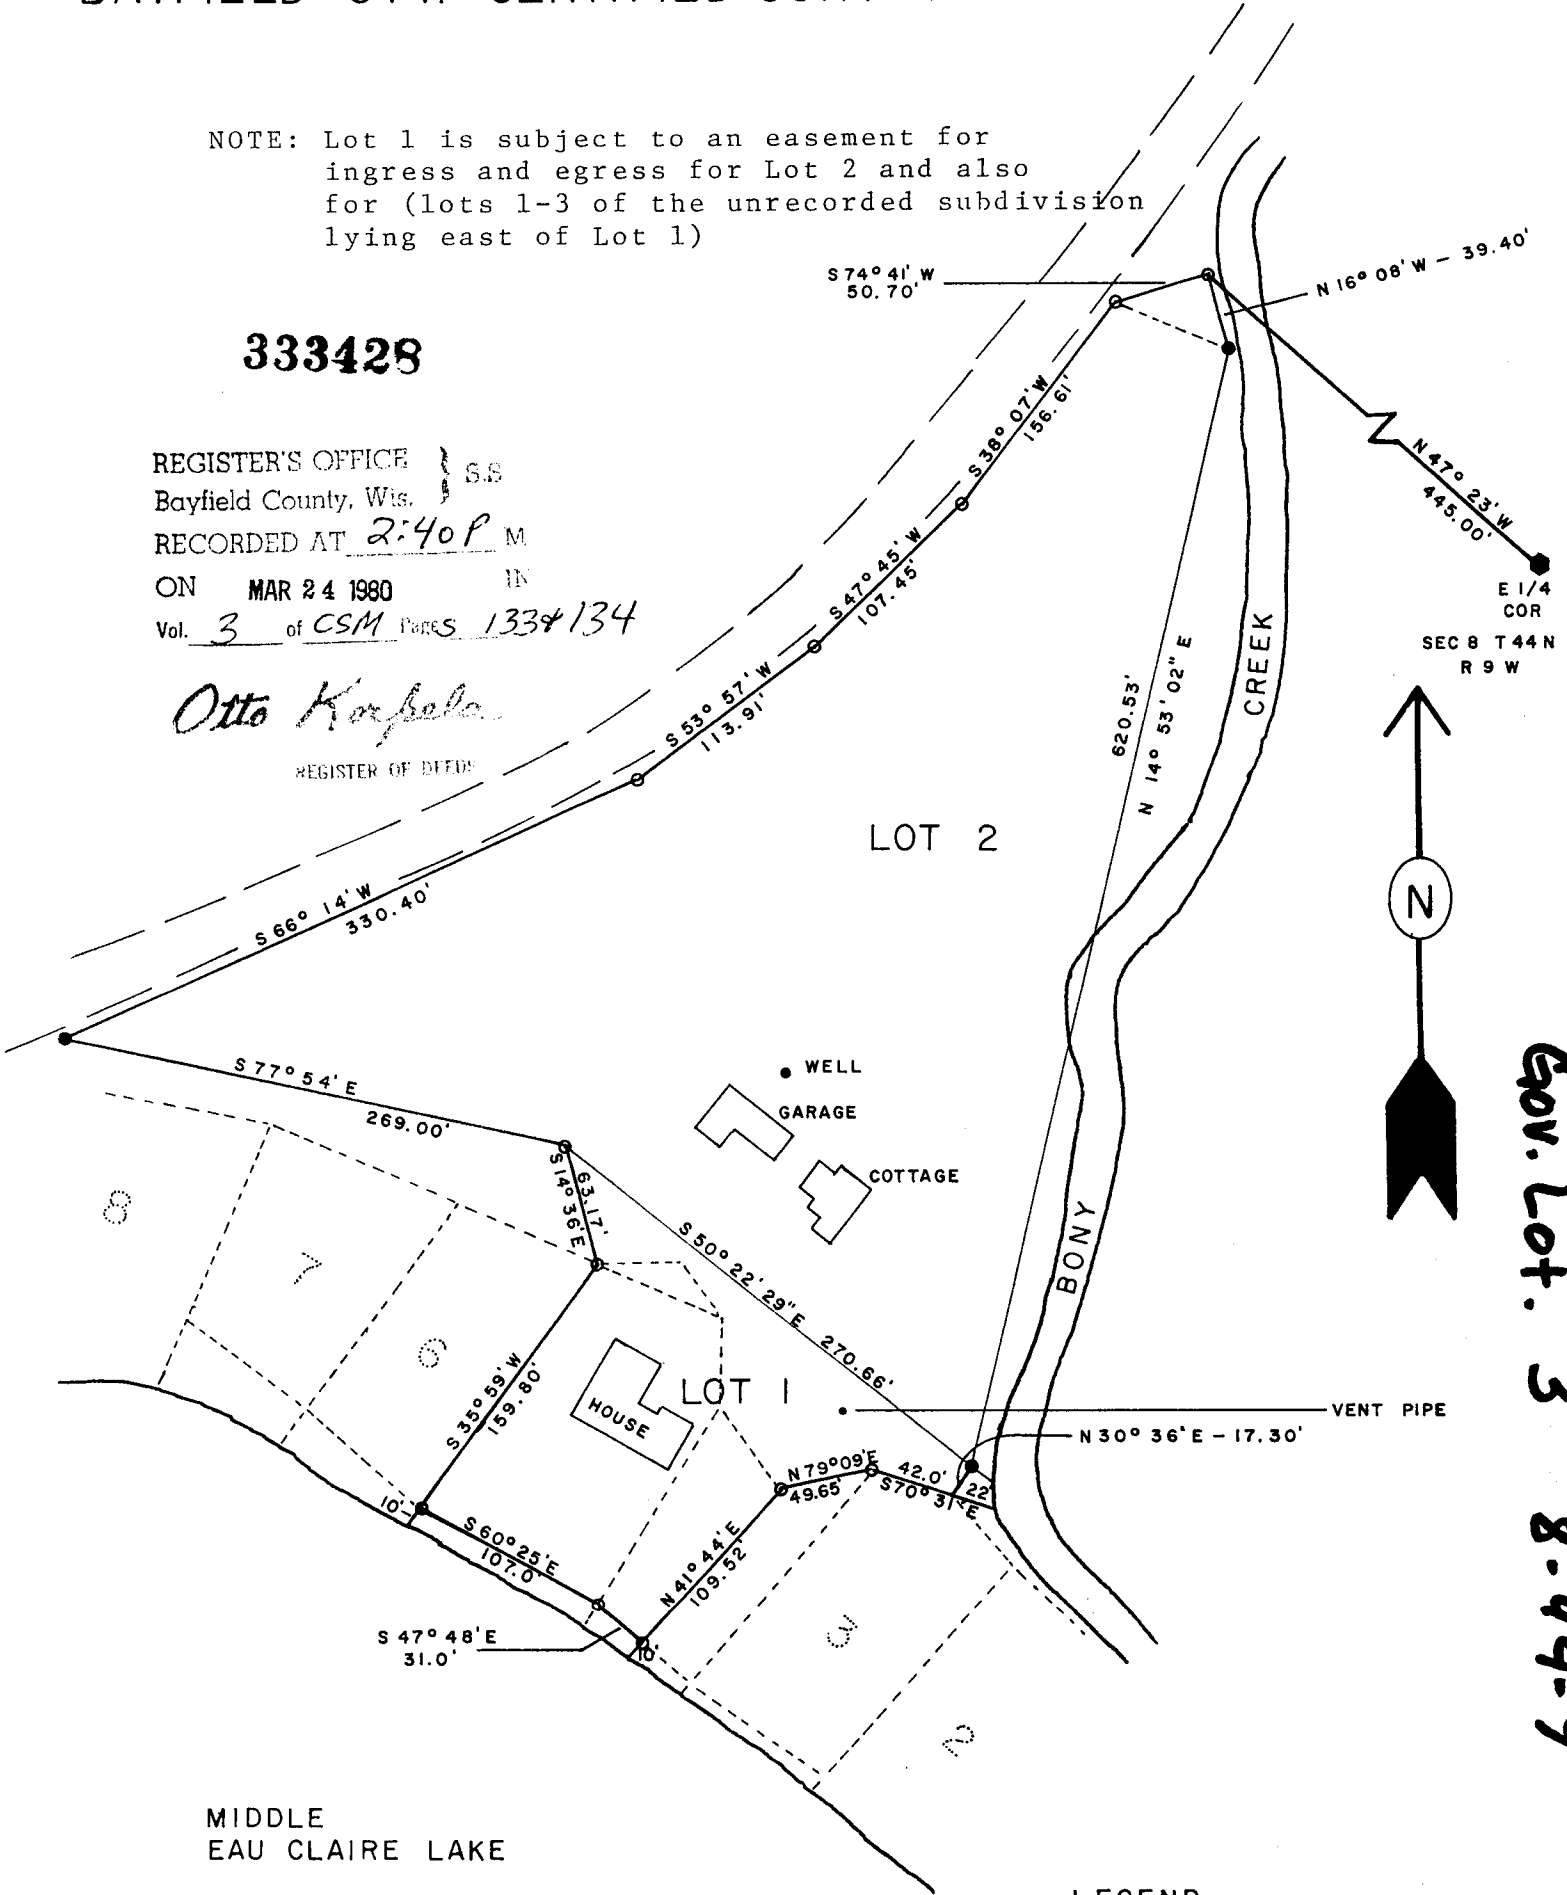 NOTE: Lot 1 is subject to an easement for
ingress and egress for Lot 2 and also
for (lots 1-3 of the unrecorded subdivision
lying east of Lot 1)
S 74° 41' W
50.70'
N 16° 08' W - 39.40'
333428
REGISTER'S OFFICE } S.S
Bayfield County, Wis.
RECORDED AT 2:40 P M
ON MAR 24 1980 IN
Vol. 3 of CSM Pages 133 & 134
Otto Korpela
REGISTER OF DEEDS
S 38° 07' W
156.61'
N 47° 23' W
445.00'
E 1/4
COR
SEC 8 T 44 N
R 9 W
S 47° 45' W
107.45'
S 53° 57' W
113.91'
620.53'
N 14° 53' 02" E
CREEK
LOT 2
S 66° 14' W
330.40'
N
S 77° 54' E
269.00'
WELL
GARAGE
COTTAGE
63.17'
S 14° 36' E
8
7
6
S 50° 22' 29" E 270.66'
BONY
Gov. Lot. 3 8-44-9
S 35° 59' W
159.80'
HOUSE
LOT 1
VENT PIPE
N 30° 36' E - 17.30'
N 79° 09' E
49.65'
42.0'
S 70° 31' E
22'
10'
S 60° 25' E
107.0'
N 41° 44' E
109.52'
S 47° 48' E
31.0'
10'
3
2
MIDDLE
EAU CLAIRE LAKE
LEGEND